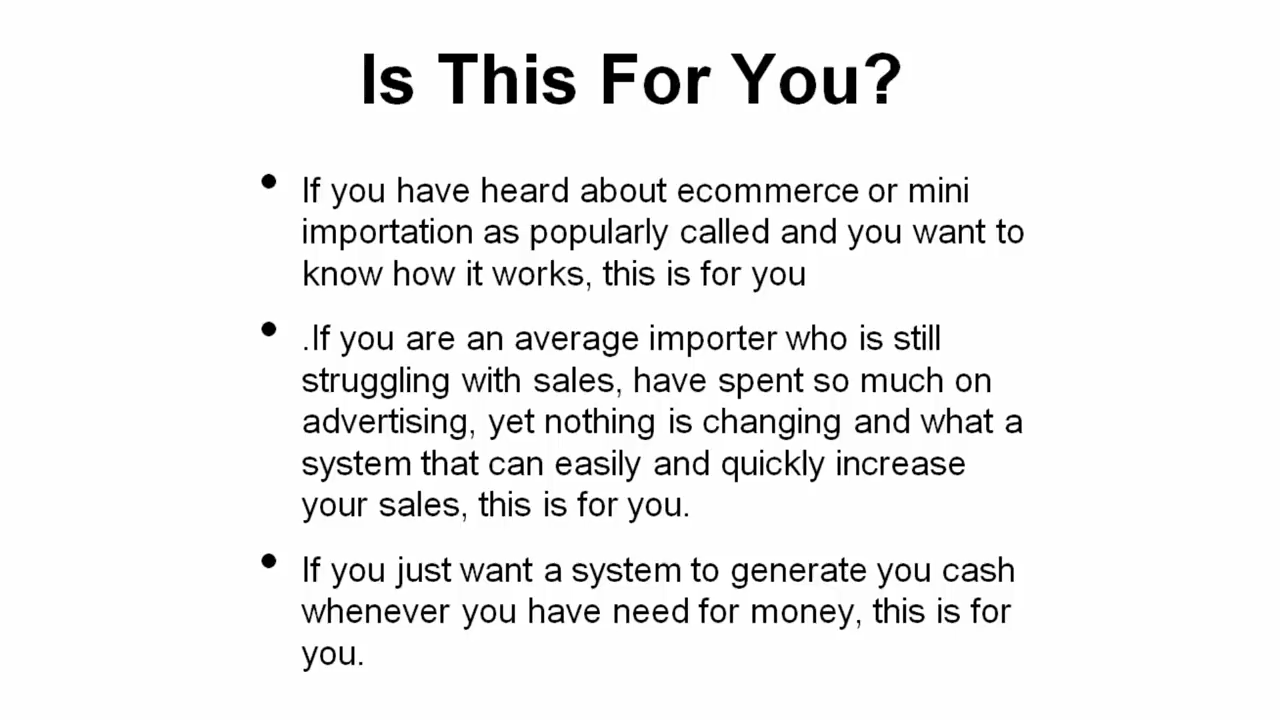 Is This For You?
• If you have heard about ecommerce or mini
importation as popularly called and you want to
know how it works, this is for you
• .If you are an average importer who is still
struggling with sales, have spent so much on
advertising, yet nothing is changing and what a
system that can easily and quickly increase
your sales, this is for you.
• If you just want a system to generate you cash
whenever you have need for money, this is for
you.